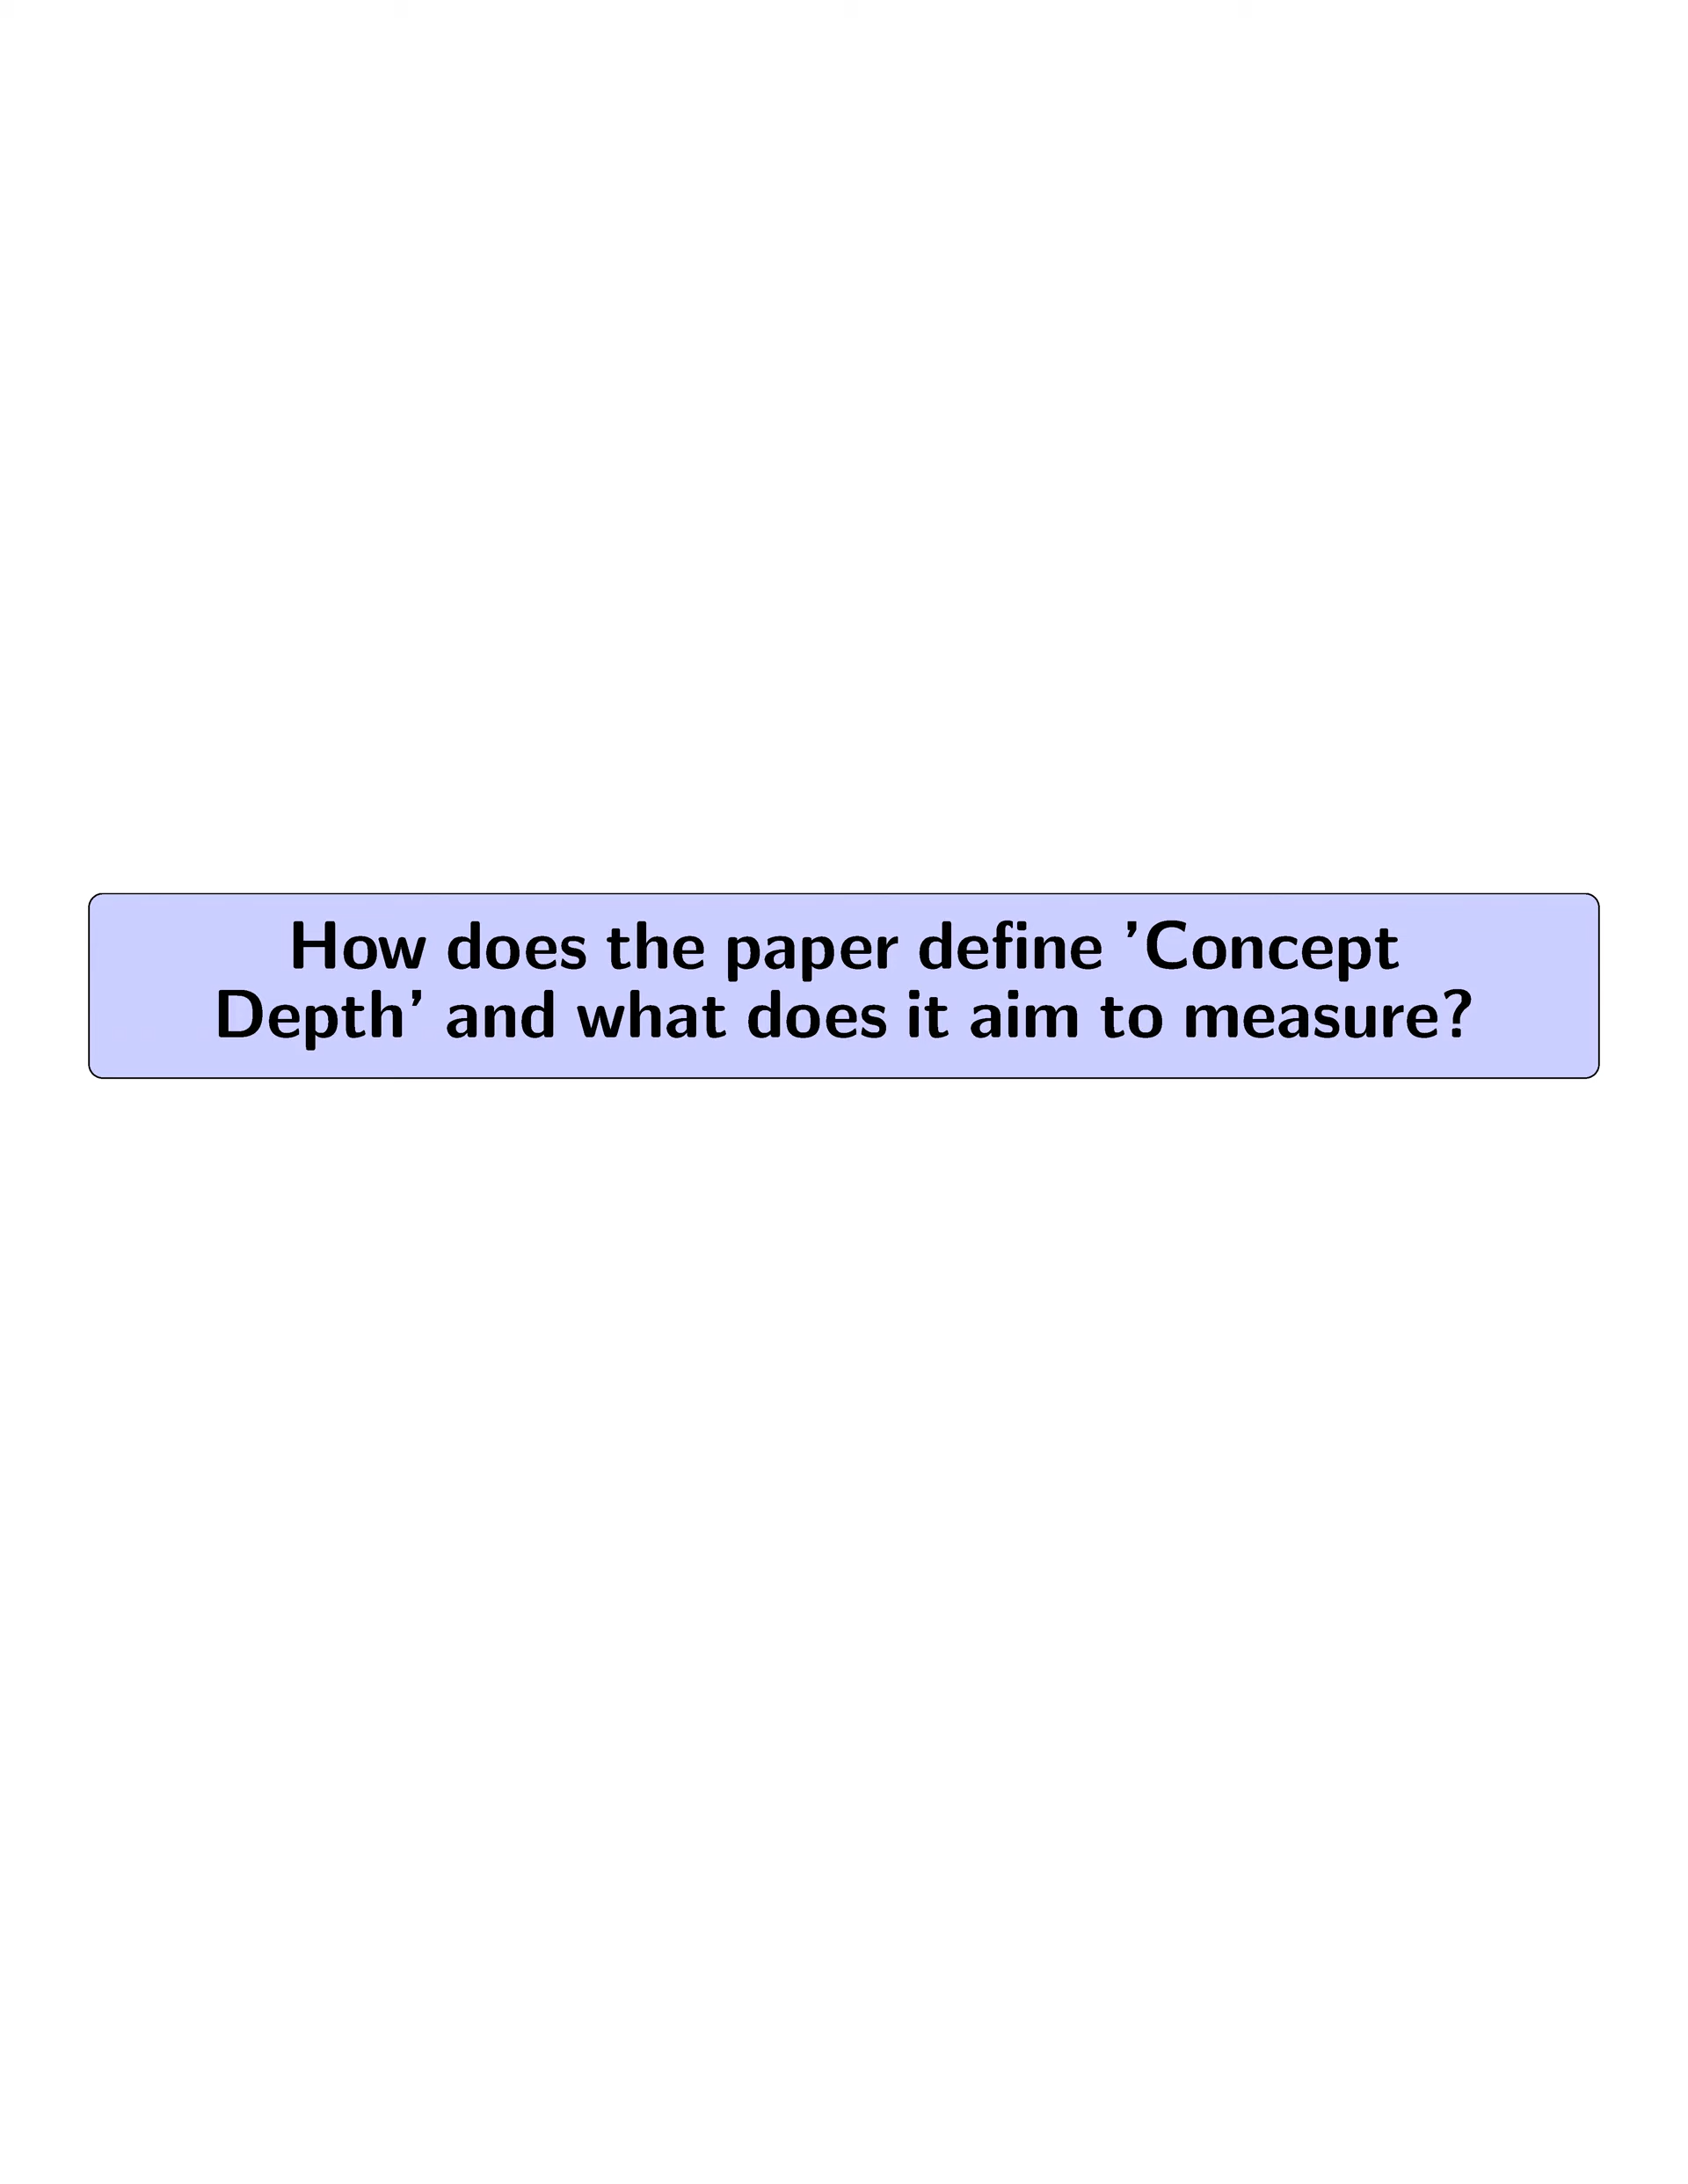 How does the paper define 'Concept
Depth' and what does it aim to measure?